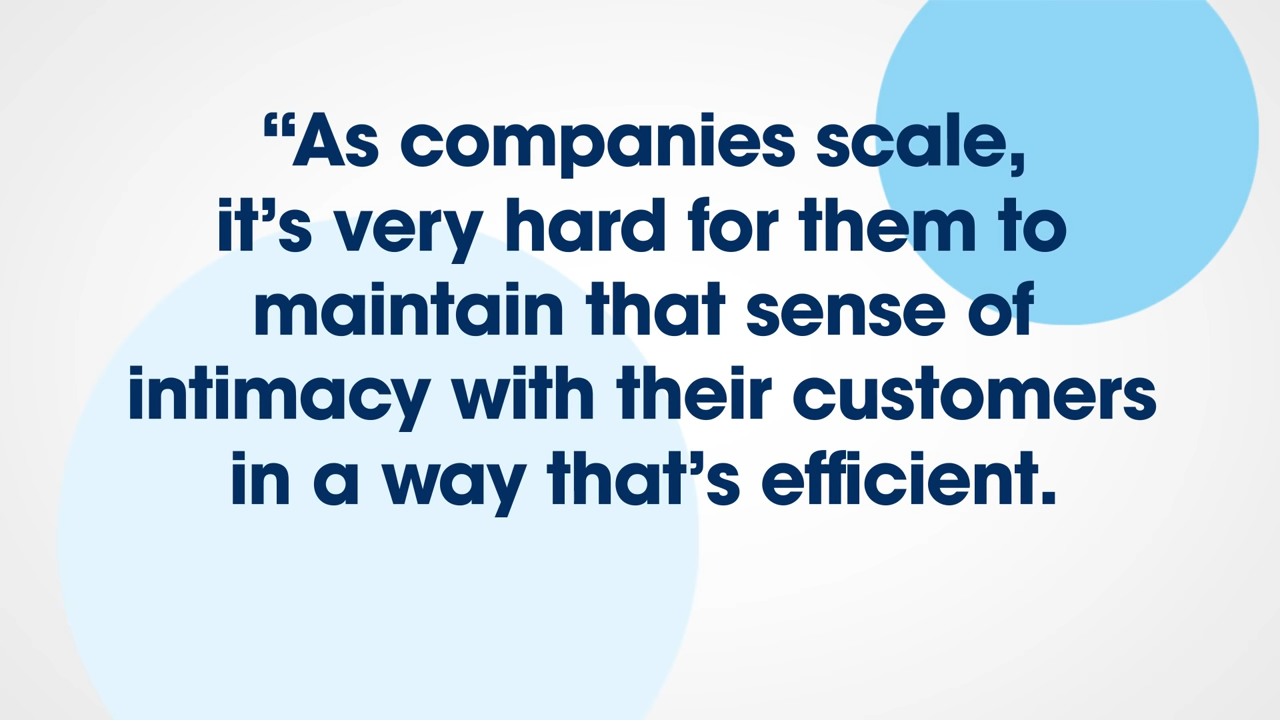 “As companies scale,
it’s very hard for them to
maintain that sense of
intimacy with their customers
in a way that’s efficient.